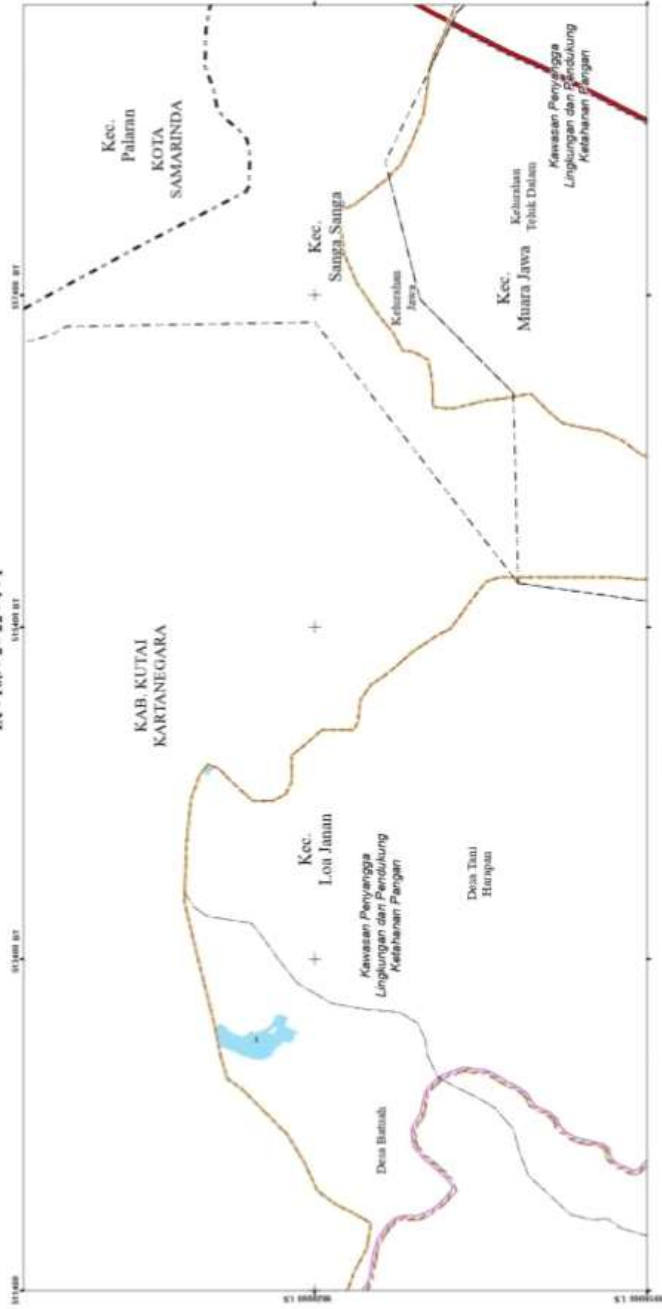 Kec.
Palaran
KOTA
SAMARINDA
KAB. KUTAI
KARTANEGARA
Kec.
Sanga Sanga
Kelurahan
Jawa
Kec.
Muara Jawa
Kelurahan
Teluk Dalam
Kawasan Penyangga
Lingkungan dan Pendukung
Ketahanan Pangan
Kec.
Loa Janan
Kawasan Penyangga
Lingkungan dan Pendukung
Ketahanan Pangan
Desa Tani
Harapan
Desa Batuah